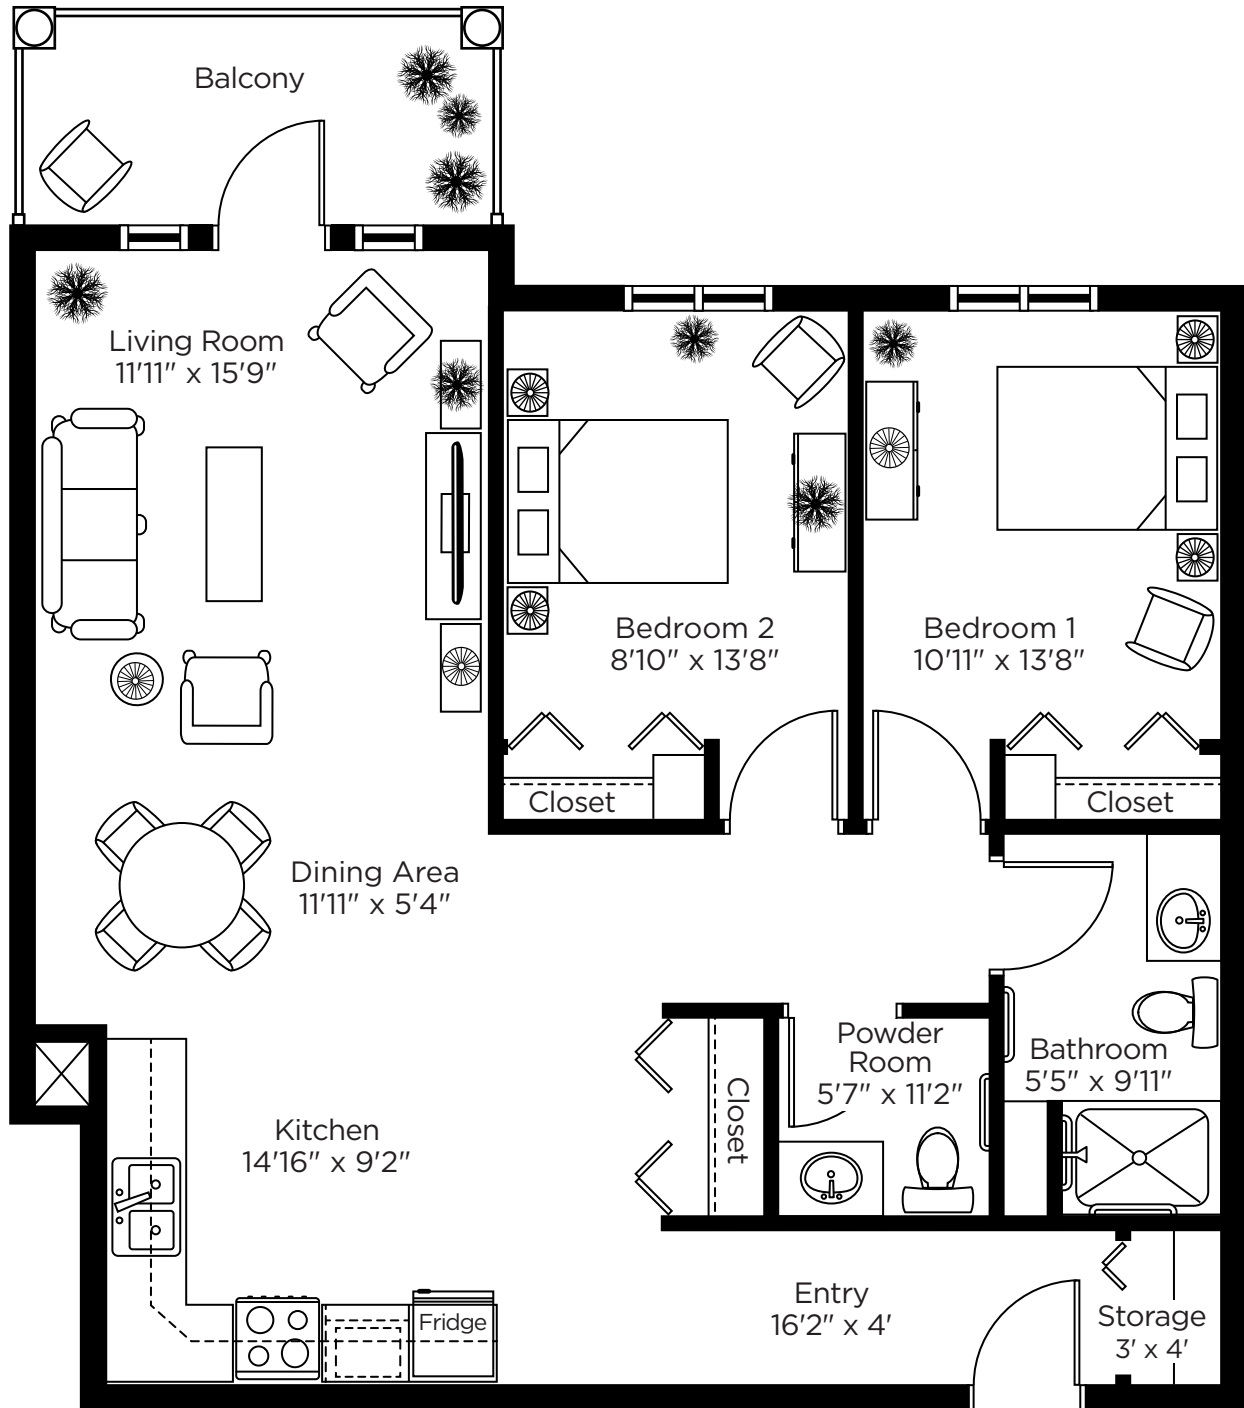 Balcony
Living Room
11'11" x 15'9"
Bedroom 2
8'10" x 13'8"
Bedroom 1
10'11" x 13'8"
Closet
Closet
Dining Area
11'11" x 5'4"
Powder
Room
5'7" x 11'2"
Bathroom
5'5" x 9'11"
Closet
Kitchen
14'16" x 9'2"
Entry
16'2" x 4'
Storage
3' x 4'
Fridge